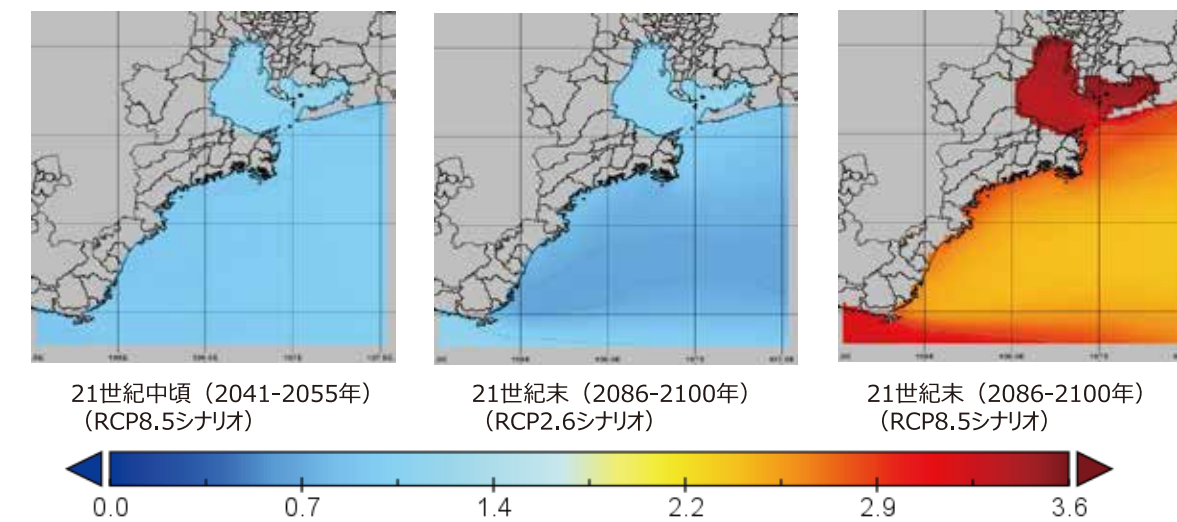 21世紀中頃（2041-2055年）
（RCP8.5シナリオ）
21世紀末（2086-2100年）
（RCP2.6シナリオ）
21世紀末（2086-2100年）
（RCP8.5シナリオ）
0.0 0.7 1.4 2.2 2.9 3.6